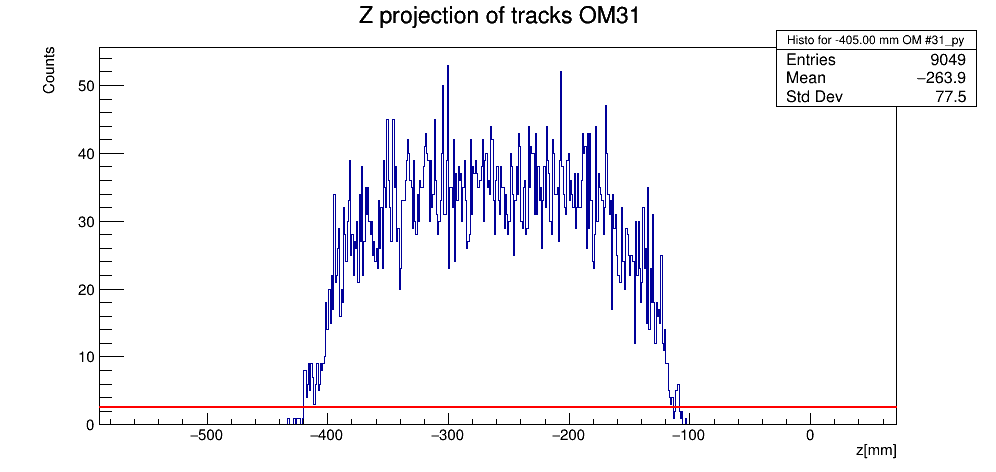 Z projection of tracks OM31
Histo for -405.00 mm OM #31_py
Entries 9049
Mean −263.9
Std Dev 77.5
Counts
50
40
30
20
10
0
−500 −400 −300 −200 −100 0
z[mm]